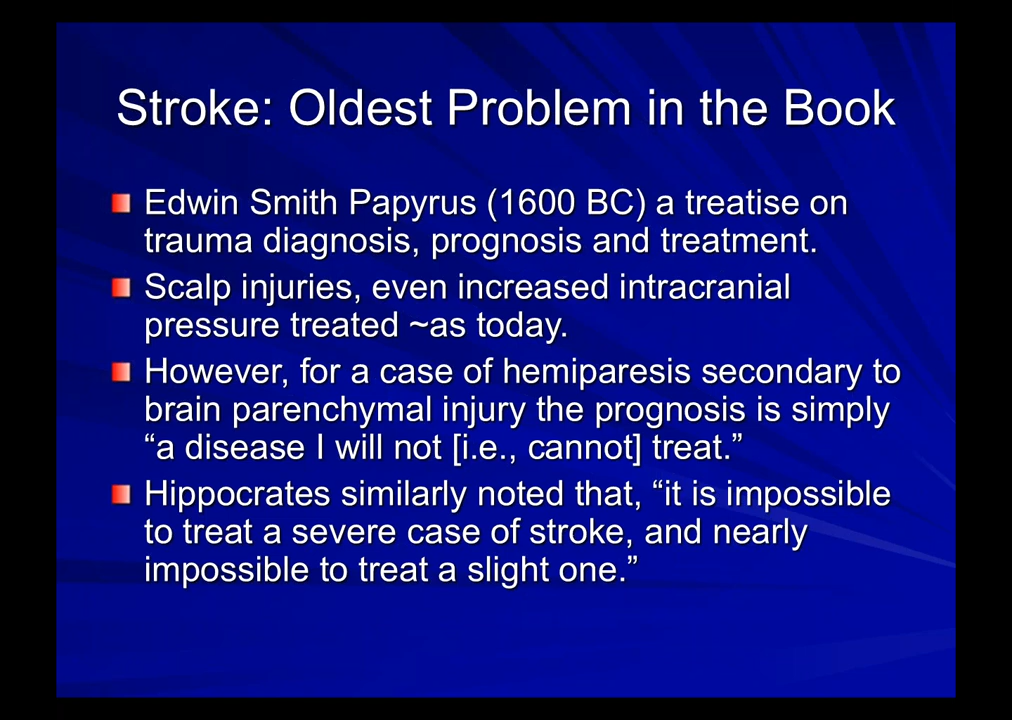 Stroke: Oldest Problem in the Book
Edwin Smith Papyrus (1600 BC) a treatise on
trauma diagnosis, prognosis and treatment.
Scalp injuries, even increased intracranial
pressure treated ~as today.
However, for a case of hemiparesis secondary to
brain parenchymal injury the prognosis is simply
“a disease I will not [i.e., cannot] treat.”
Hippocrates similarly noted that, “it is impossible
to treat a severe case of stroke, and nearly
impossible to treat a slight one.”